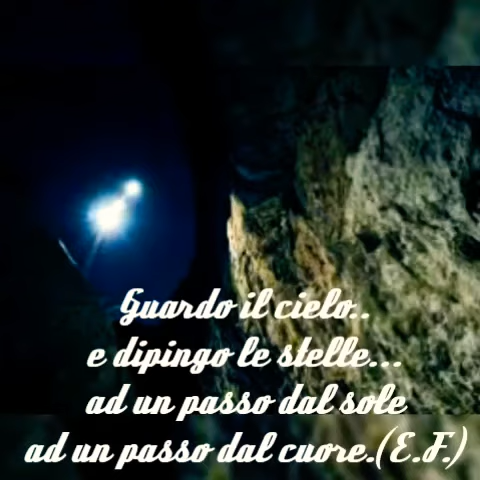 Guardo il cielo..
e dipingo le stelle...
ad un passo dal sole
ad un passo dal cuore.(E.F.)